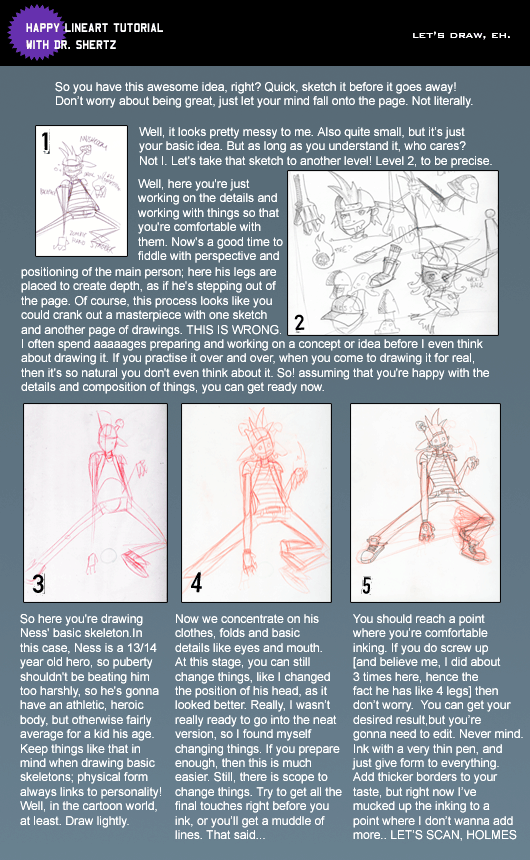 HAPPY LINEART TUTORIAL
WITH DR. SHERTZ
LET'S DRAW, EH.
So you have this awesome idea, right? Quick, sketch it before it goes away!
Don't worry about being great, just let your mind fall onto the page. Not literally.
1
Well, it looks pretty messy to me. Also quite small, but it's just
your basic idea. But as long as you understand it, who cares?
Not I. Let's take that sketch to another level! Level 2, to be precise.
Well, here you're just
working on the details and
working with things so that
you're comfortable with
them. Now's a good time to
fiddle with perspective and
positioning of the main person; here his legs are
placed to create depth, as if he's stepping out of
the page. Of course, this process looks like you
could crank out a masterpiece with one sketch
and another page of drawings. THIS IS WRONG.
2
I often spend aaaaages preparing and working on a concept or idea before I even think
about drawing it. If you practise it over and over, when you come to drawing it for real,
then it's so natural you don't even think about it. So! assuming that you're happy with the
details and composition of things, you can get ready now.
3
4
5
So here you're drawing
Ness' basic skeleton.In
this case, Ness is a 13/14
year old hero, so puberty
shouldn't be beating him
too harshly, so he's gonna
have an athletic, heroic
body, but otherwise fairly
average for a kid his age.
Keep things like that in
mind when drawing basic
skeletons; physical form
always links to personality!
Well, in the cartoon world,
at least. Draw lightly.
Now we concentrate on his
clothes, folds and basic
details like eyes and mouth.
At this stage, you can still
change things, like I changed
the position of his head, as it
looked better. Really, I wasn't
really ready to go into the neat
version, so I found myself
changing things. If you prepare
enough, then this is much
easier. Still, there is scope to
change things. Try to get all the
final touches right before you
ink, or you'll get a muddle of
lines. That said...
You should reach a point
where you're comfortable
inking. If you do screw up
[and believe me, I did about
3 times here, hence the
fact he has like 4 legs] then
don't worry. You can get your
desired result,but you're
gonna need to edit. Never mind.
Ink with a very thin pen, and
just give form to everything.
Add thicker borders to your
taste, but right now I've
mucked up the inking to a
point where I don't wanna add
more.. LET'S SCAN, HOLMES